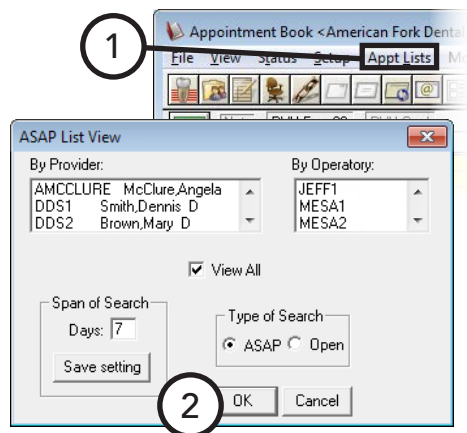 1
Appointment Book <American Fork Dental
File View Status Setup Appt Lists
ASAP List View
By Provider:
By Operatory:
AMCCLURE McClure,Angela
DDS1 Smith,Dennis D
DDS2 Brown,Mary D
JEFF1
MESA1
MESA2
View All
Span of Search
Days: 7
Save setting
Type of Search
ASAP Open
2 OK Cancel